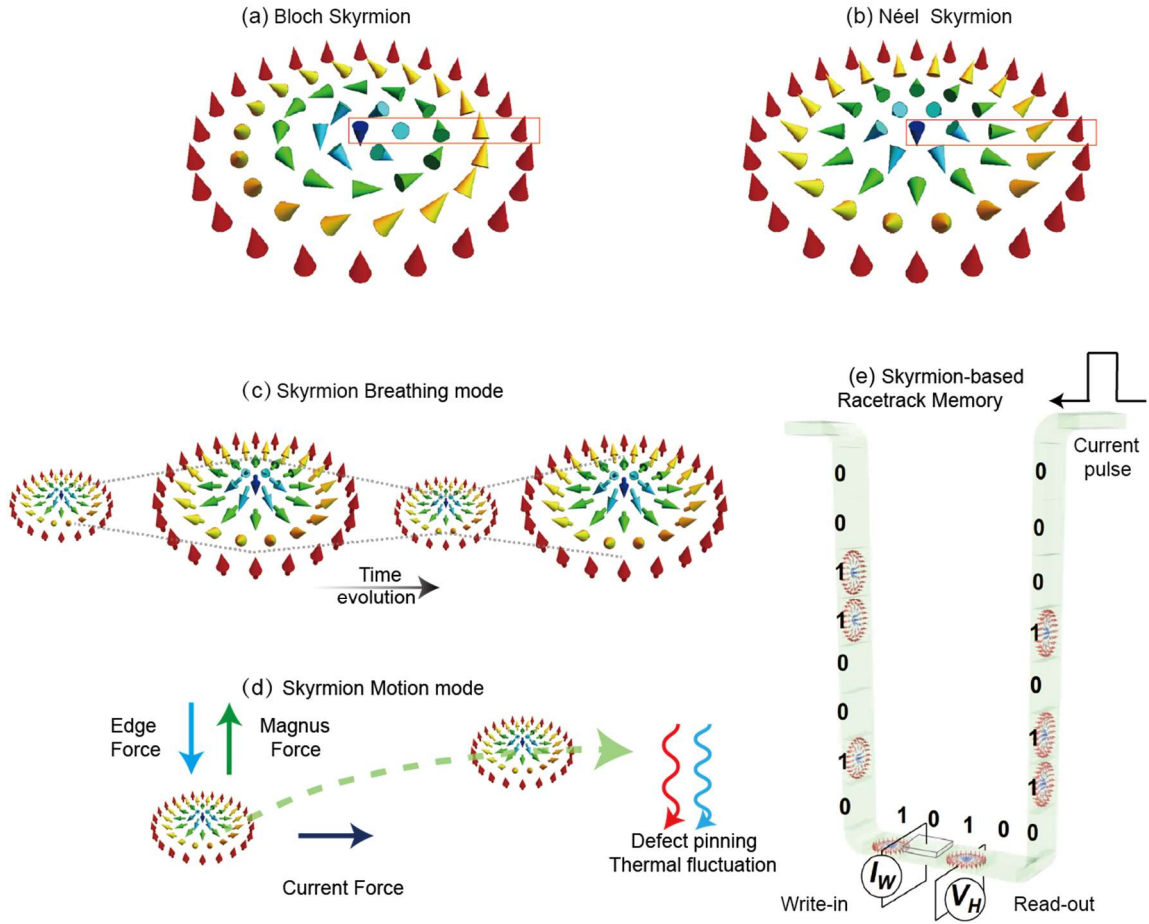 (a) Bloch Skyrmion
(b) Néel Skyrmion
(c) Skyrmion Breathing mode
Time
evolution
(d) Skyrmion Motion mode
Edge
Force
Magnus
Force
Current Force
Defect pinning
Thermal fluctuation
(e) Skyrmion-based
Racetrack Memory
Current
pulse
0
0
1
1
0
0
1
0
1 0 1 0 0
0
0
0
1
0
1
1
I_W
V_H
Write-in
Read-out